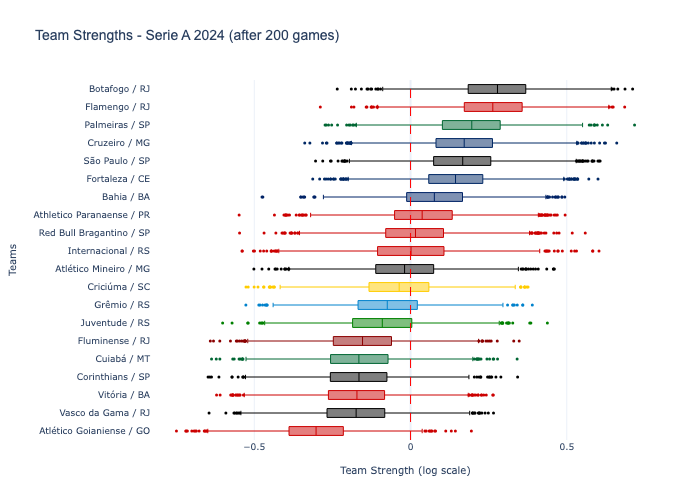 Team Strengths - Serie A 2024 (after 200 games)
Botafogo / RJ
Flamengo / RJ
Palmeiras / SP
Cruzeiro / MG
São Paulo / SP
Fortaleza / CE
Bahia / BA
Athletico Paranaense / PR
Red Bull Bragantino / SP
Internacional / RS
Atlético Mineiro / MG
Criciúma / SC
Grêmio / RS
Juventude / RS
Fluminense / RJ
Cuiabá / MT
Corinthians / SP
Vitória / BA
Vasco da Gama / RJ
Atlético Goianiense / GO
Teams
−0.5
0
0.5
Team Strength (log scale)